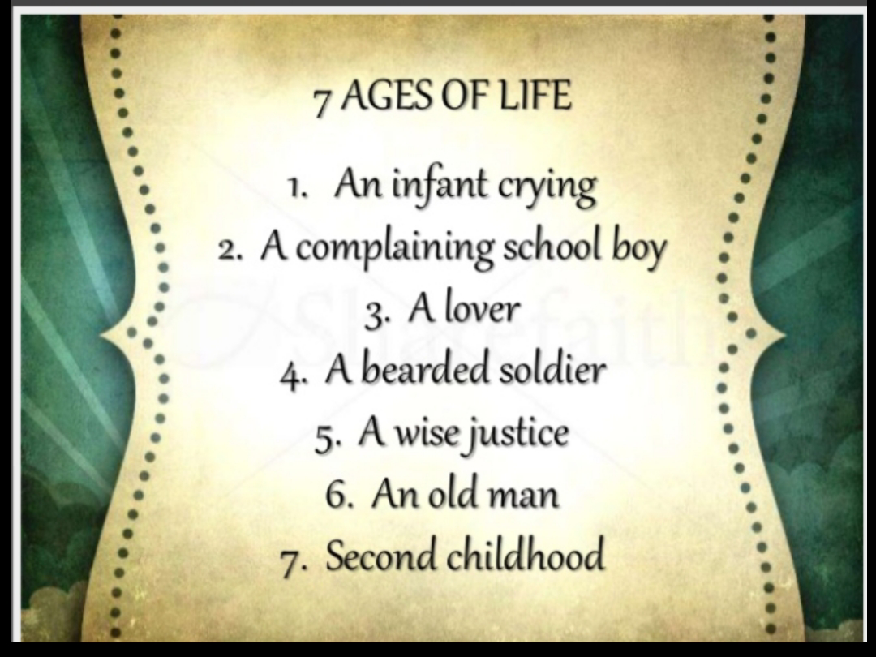 7 AGES OF LIFE
1. An infant crying
2. A complaining school boy
3. A lover
4. A bearded soldier
5. A wise justice
6. An old man
7. Second childhood
Sharefaith